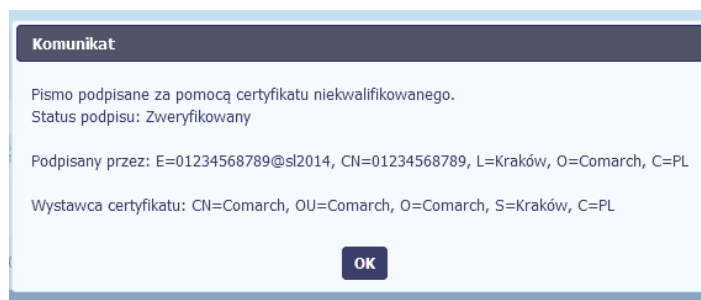 Komunikat
Pismo podpisane za pomocą certyfikatu niekwalifikowanego.
Status podpisu: Zweryfikowany
Podpisany przez: E=01234568789@sl2014, CN=01234568789, L=Kraków, O=Comarch, C=PL
Wystawca certyfikatu: CN=Comarch, OU=Comarch, O=Comarch, S=Kraków, C=PL
OK